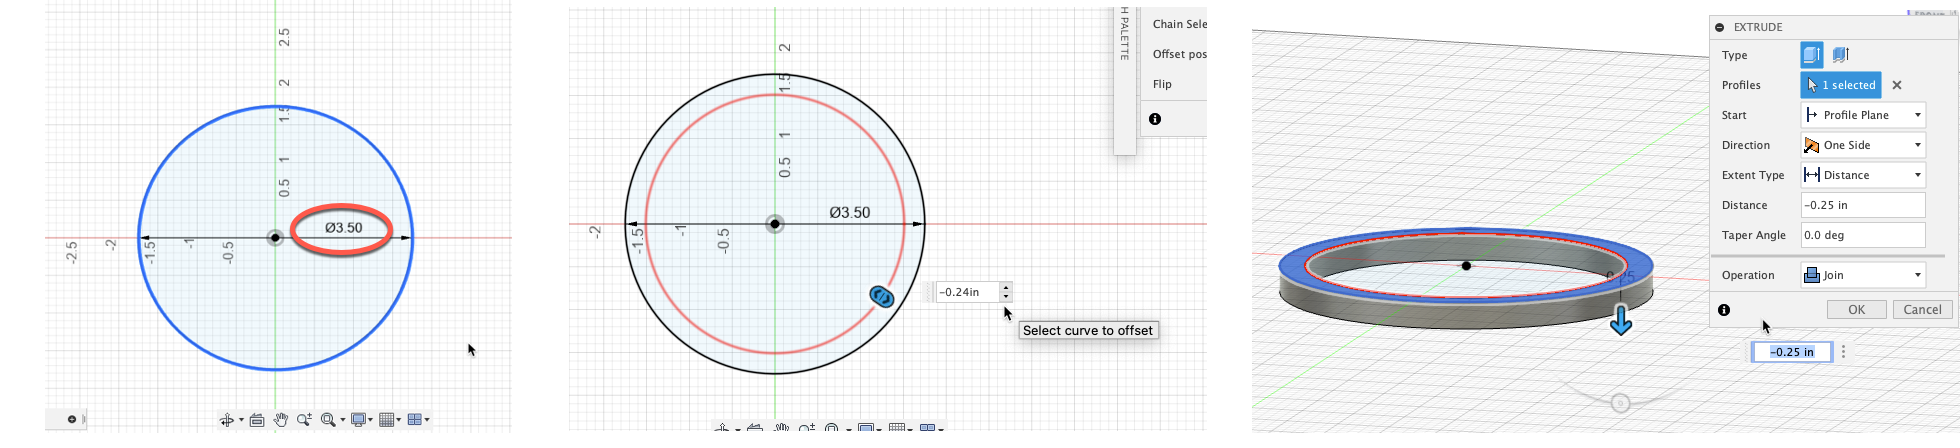 2.5
2
1.5
1
0.5
Ø3.50
-2.5
-2
-1.5
-1
-0.5
2
1.5
1
0.5
Ø3.50
-2
-1.5
-1
-0.5
-0.24in
Select curve to offset
H PALETTE
Chain Sele
Offset pos
Flip
EXTRUDE
Type
Profiles 1 selected
Start Profile Plane
Direction One Side
Extent Type Distance
Distance -0.25 in
Taper Angle 0.0 deg
Operation Join
OK Cancel
-0.25 in